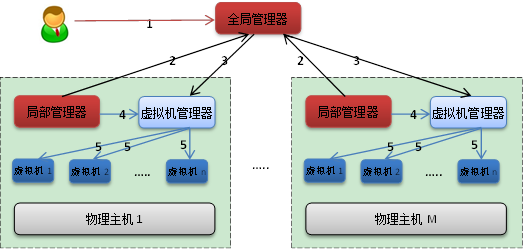 全局管理器
1
2
3
2
3
局部管理器
4
虚拟机管理器
局部管理器
4
虚拟机管理器
5
5
5
5
5
5
虚拟机 1
虚拟机 2
.....
虚拟机 n
.....
虚拟机 1
虚拟机 2
.....
虚拟机 n
物理主机 1
物理主机 M